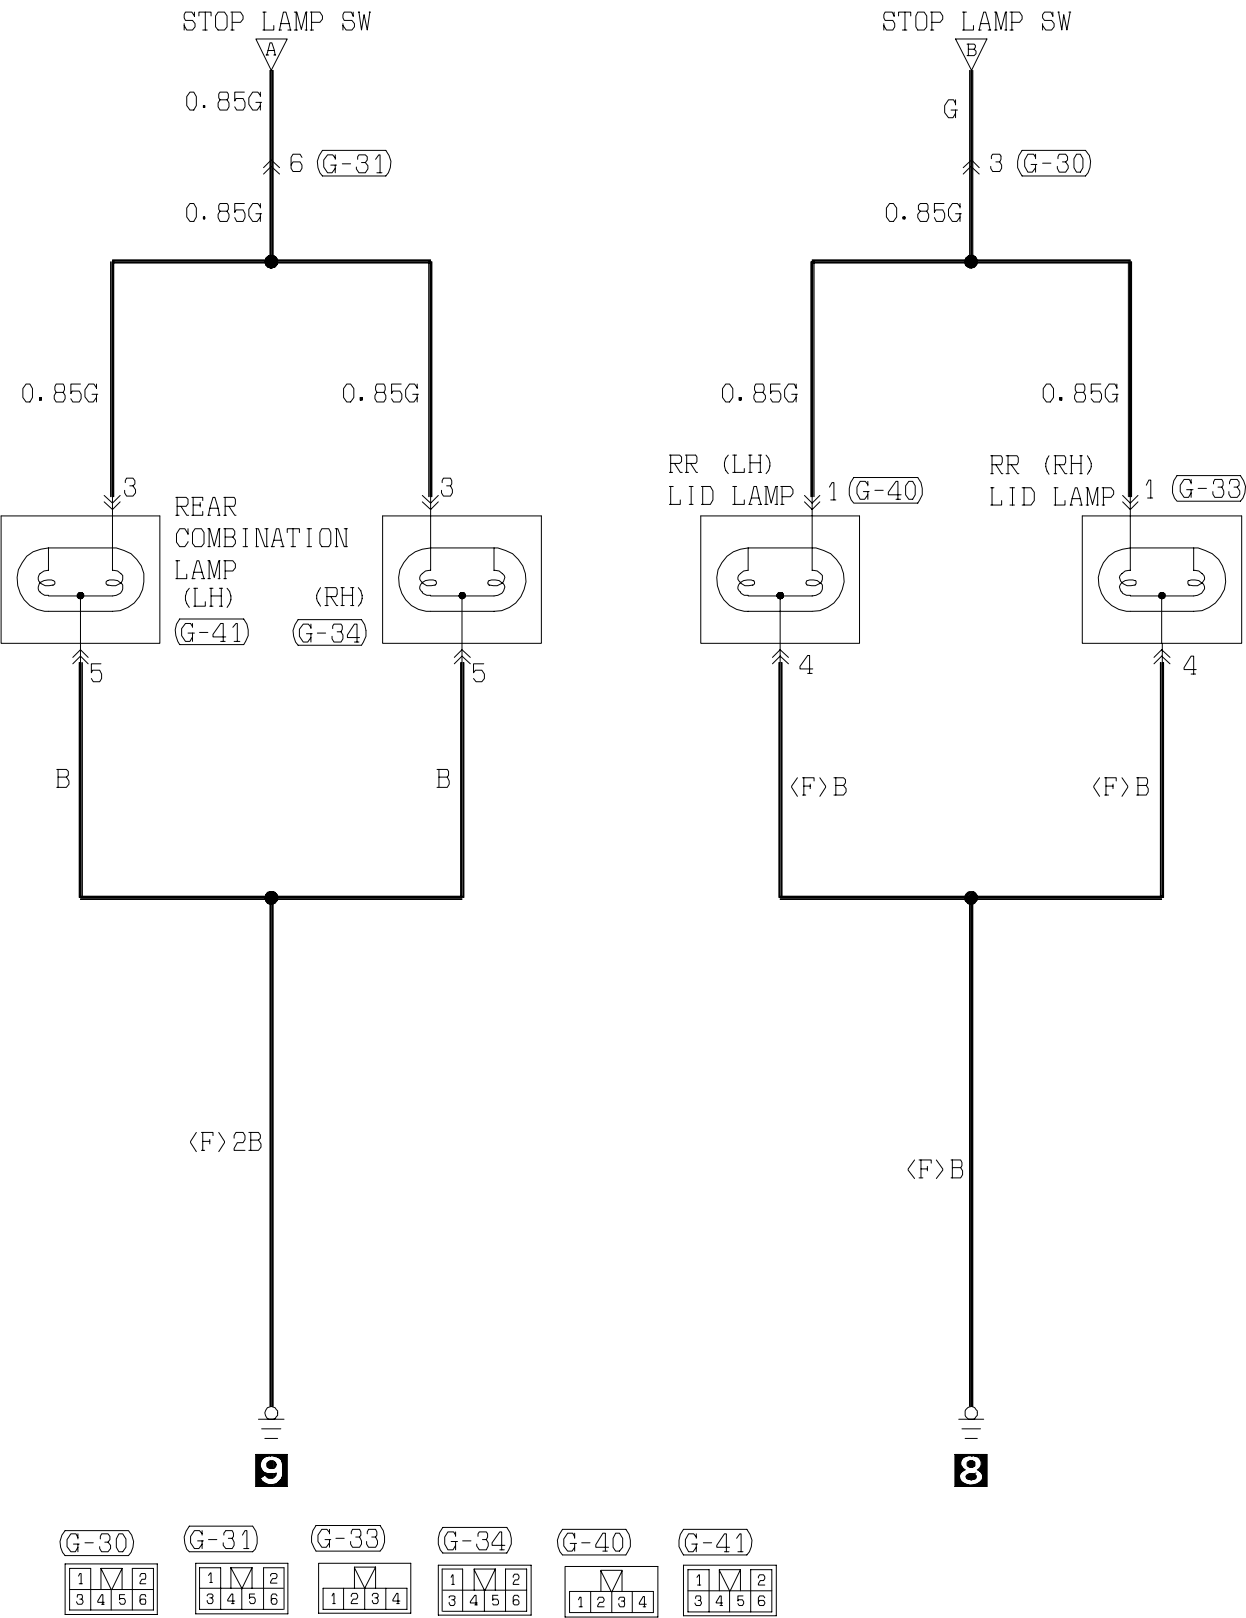 STOP LAMP SW
A
0.85G
6 (G-31)
0.85G
0.85G
0.85G
3
3
REAR
COMBINATION
LAMP
(LH)
(RH)
G-41
G-34
5
5
B
B
<F>2B
9
STOP LAMP SW
B
G
3 (G-30)
0.85G
0.85G
0.85G
RR (LH)
LID LAMP
1 (G-40)
RR (RH)
LID LAMP
1 (G-33)
4
4
<F>B
<F>B
<F>B
8
G-30
1 2
3 4 5 6
G-31
1 2
3 4 5 6
G-33
1 2 3 4
G-34
1 2
3 4 5 6
G-40
1 2 3 4
G-41
1 2
3 4 5 6